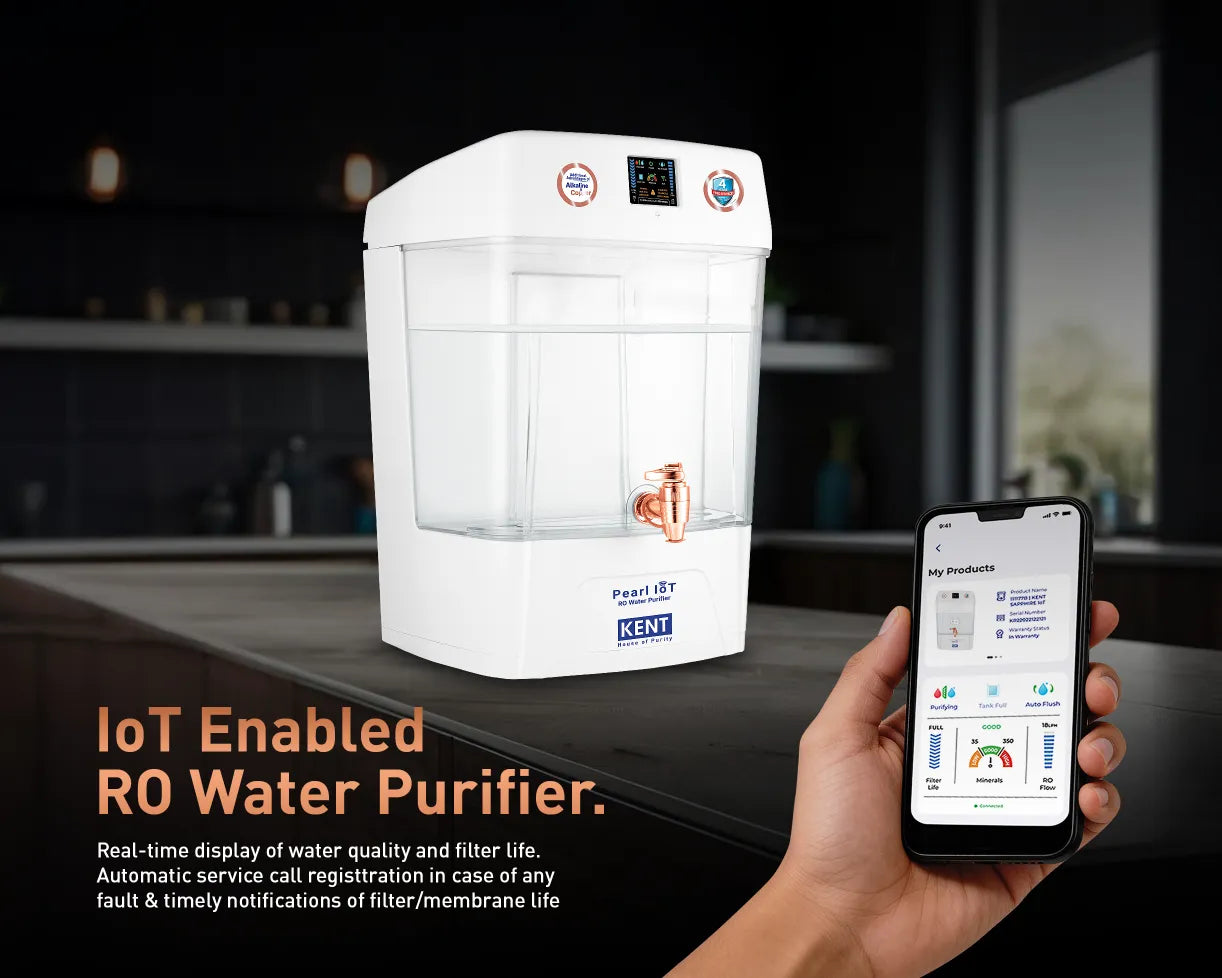 Alkaline
4
Pearl IoT
RO Water Purifier
KENT
House of Purity
IoT Enabled
RO Water Purifier.
Real-time display of water quality and filter life.
Automatic service call registtration in case of any
fault & timely notifications of filter/membrane life
9:41
My Products
Product Name
KENT
SAPPHIRE IoT
Serial Number
Warranty Status
In Warranty
Purifying
Tank Full
Auto Flush
FULL
GOOD
18LPH
35
350
GOOD
Filter
Life
Minerals
RO
Flow
Connected